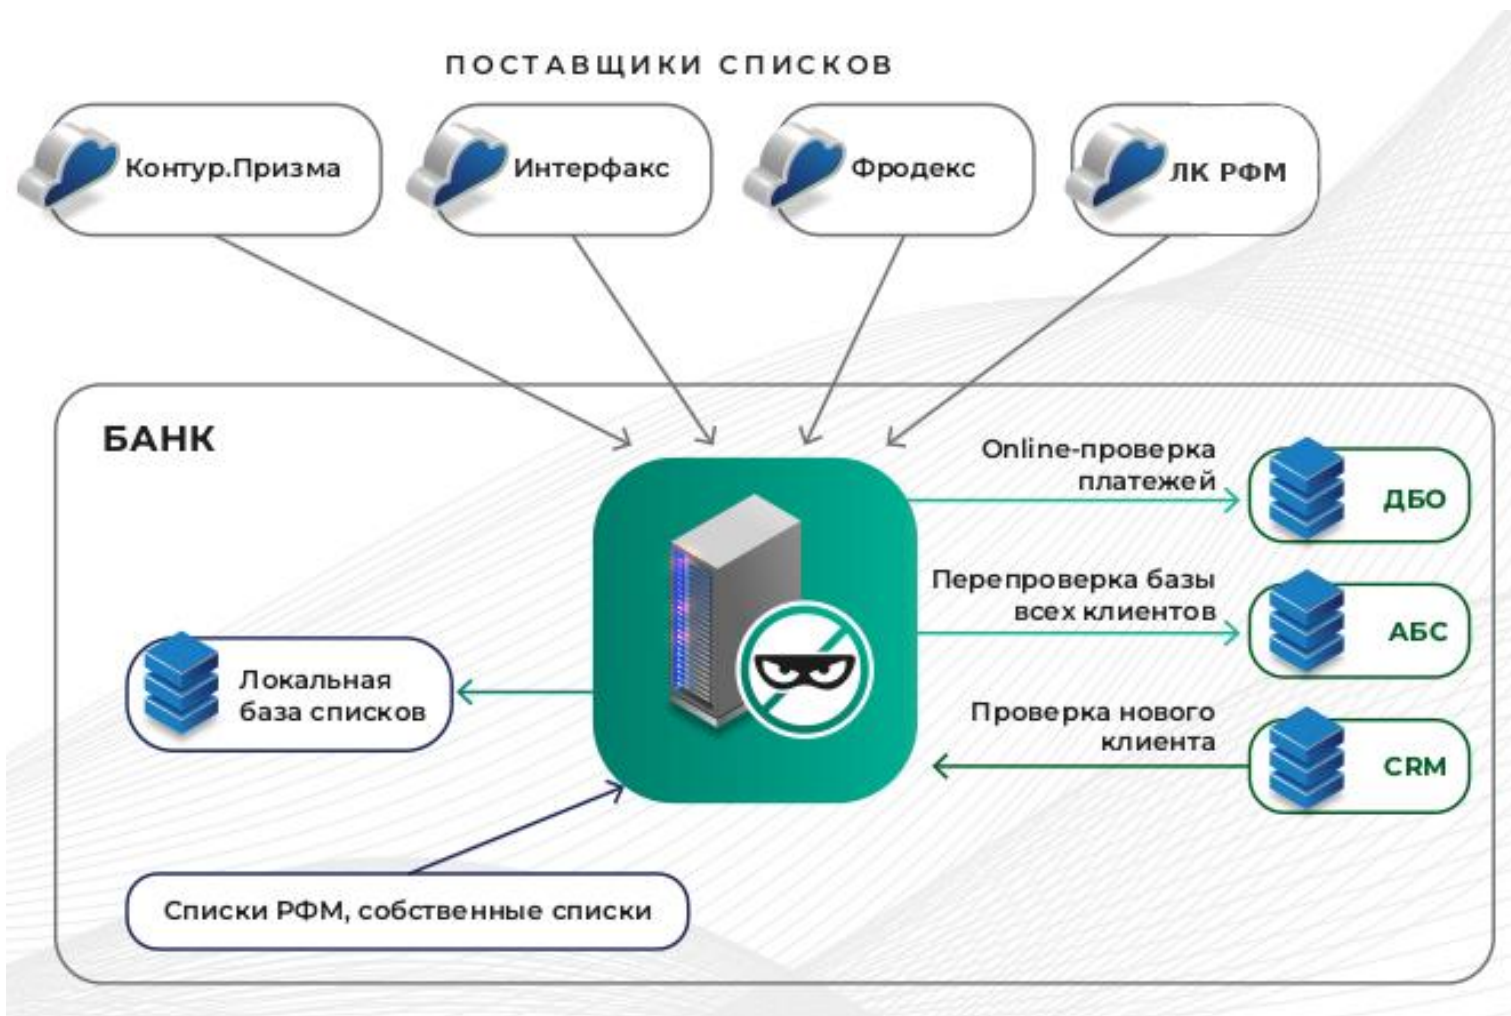 ПОСТАВЩИКИ СПИСКОВ
Контур.Призма
Интерфакс
Фродекс
ЛК РФМ
БАНК
Online-проверка
платежей
ДБО
Перепроверка базы
всех клиентов
АБС
Локальная
база списков
Проверка нового
клиента
CRM
Списки РФМ, собственные списки